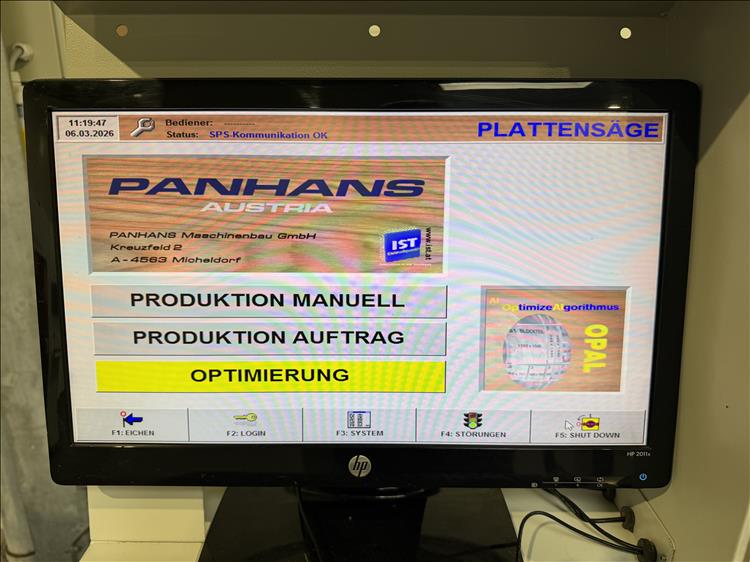 11:19:47
06.03.2026
Bediener: ----------
Status: SPS-Kommunikation OK
PLATTENSÄGE
PANHANS
AUSTRIA
PANHANS Maschinenbau GmbH
Kreuzfeld 2
A - 4563 Micheldorf
IST
www.ist.at
PRODUKTION MANUELL
PRODUKTION AUFTRAG
OPTIMIERUNG
AI
OptimizeAlgorithmus
OPAL
F1: EICHEN
F2: LOGIN
F3: SYSTEM
F4: STÖRUNGEN
F5: SHUT DOWN
hp
HP 2011x